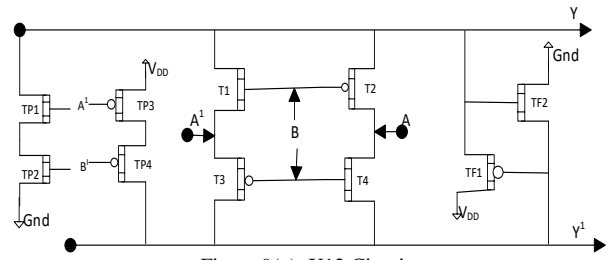 Y
Gnd
V_DD
T1
T2
TF2
TP1
A¹
TP3
A¹
B
A
TP2
B¹
TP4
T3
T4
TF1
Gnd
V_DD
Y¹